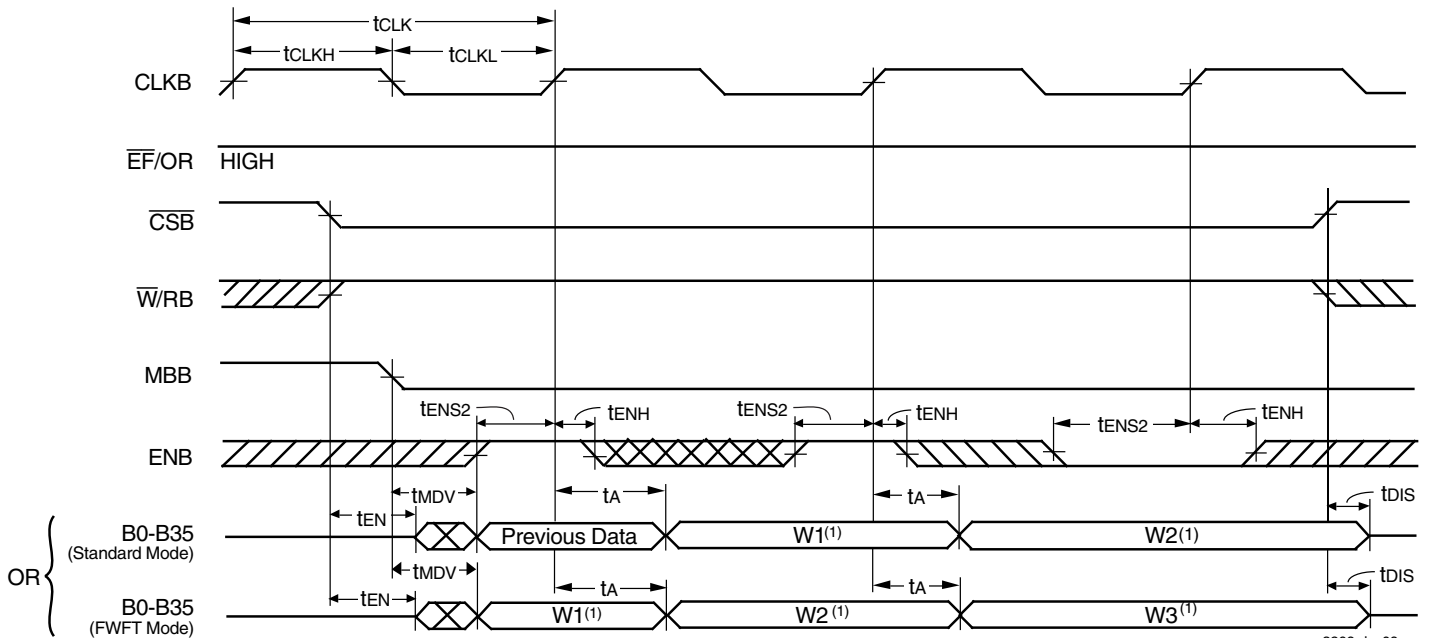 tCLK
tCLKH
tCLKL
CLKB
EF/OR
HIGH
CSB
W/RB
MBB
tENS2
tENH
tENS2
tENH
tENS2
tENH
ENB
tMDV
tA
tA
tDIS
tEN
B0-B35
(Standard Mode)
Previous Data
W1(1)
W2(1)
OR
tMDV
tA
tA
tDIS
tEN
B0-B35
(FWFT Mode)
W1(1)
W2(1)
W3(1)